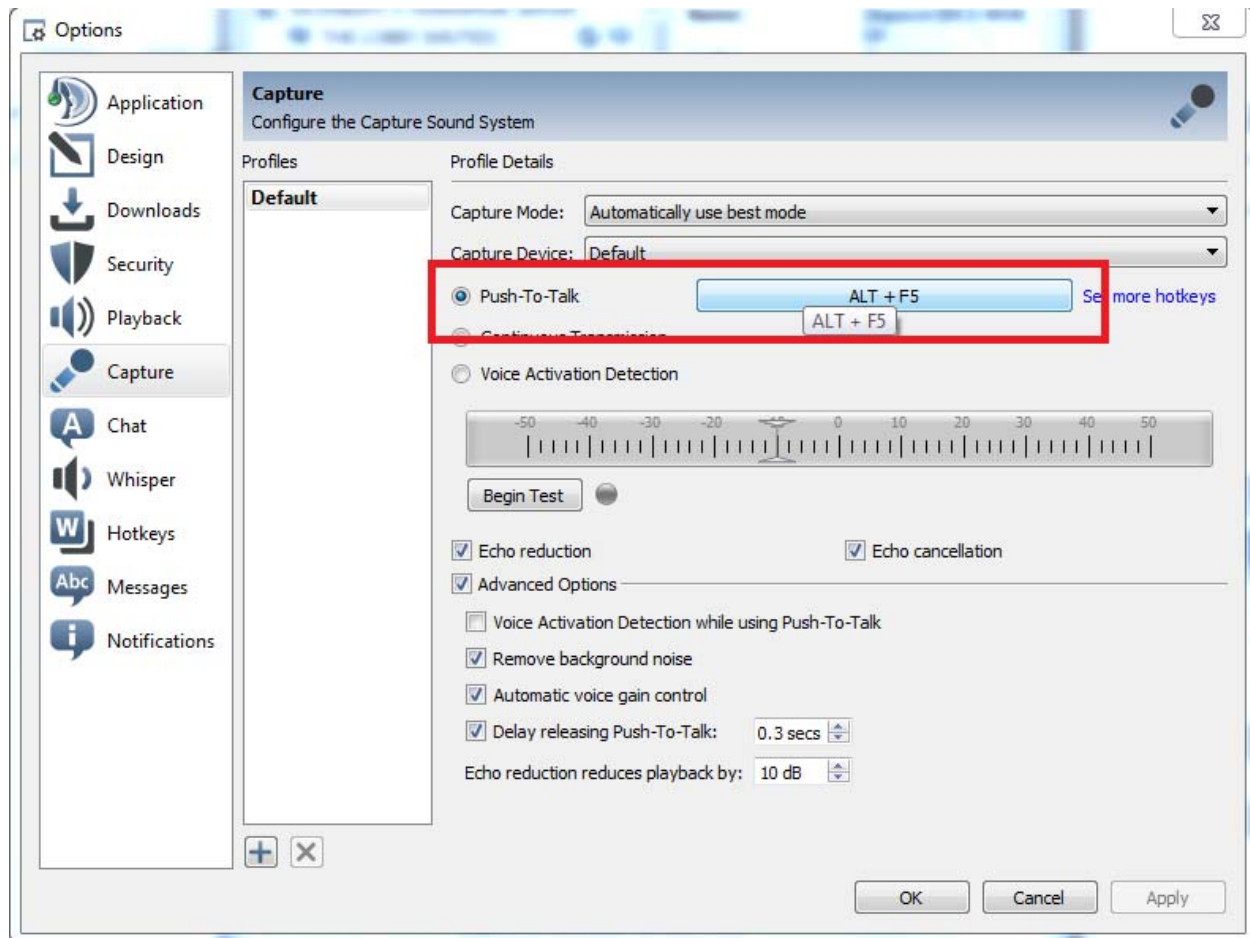 Options
Application
Design
Downloads
Security
Playback
Capture
Chat
Whisper
Hotkeys
Messages
Notifications
Capture
Configure the Capture Sound System
Profiles
Default
Profile Details
Capture Mode: Automatically use best mode
Capture Device: Default
Push-To-Talk ALT + F5 more hotkeys
ALT + F5
Continuous Transmission
Voice Activation Detection
-50 -40 -30 -20 0 10 20 30 40 50
Begin Test
Echo reduction Echo cancellation
Advanced Options
Voice Activation Detection while using Push-To-Talk
Remove background noise
Automatic voice gain control
Delay releasing Push-To-Talk: 0.3 secs
Echo reduction reduces playback by: 10 dB
OK Cancel Apply